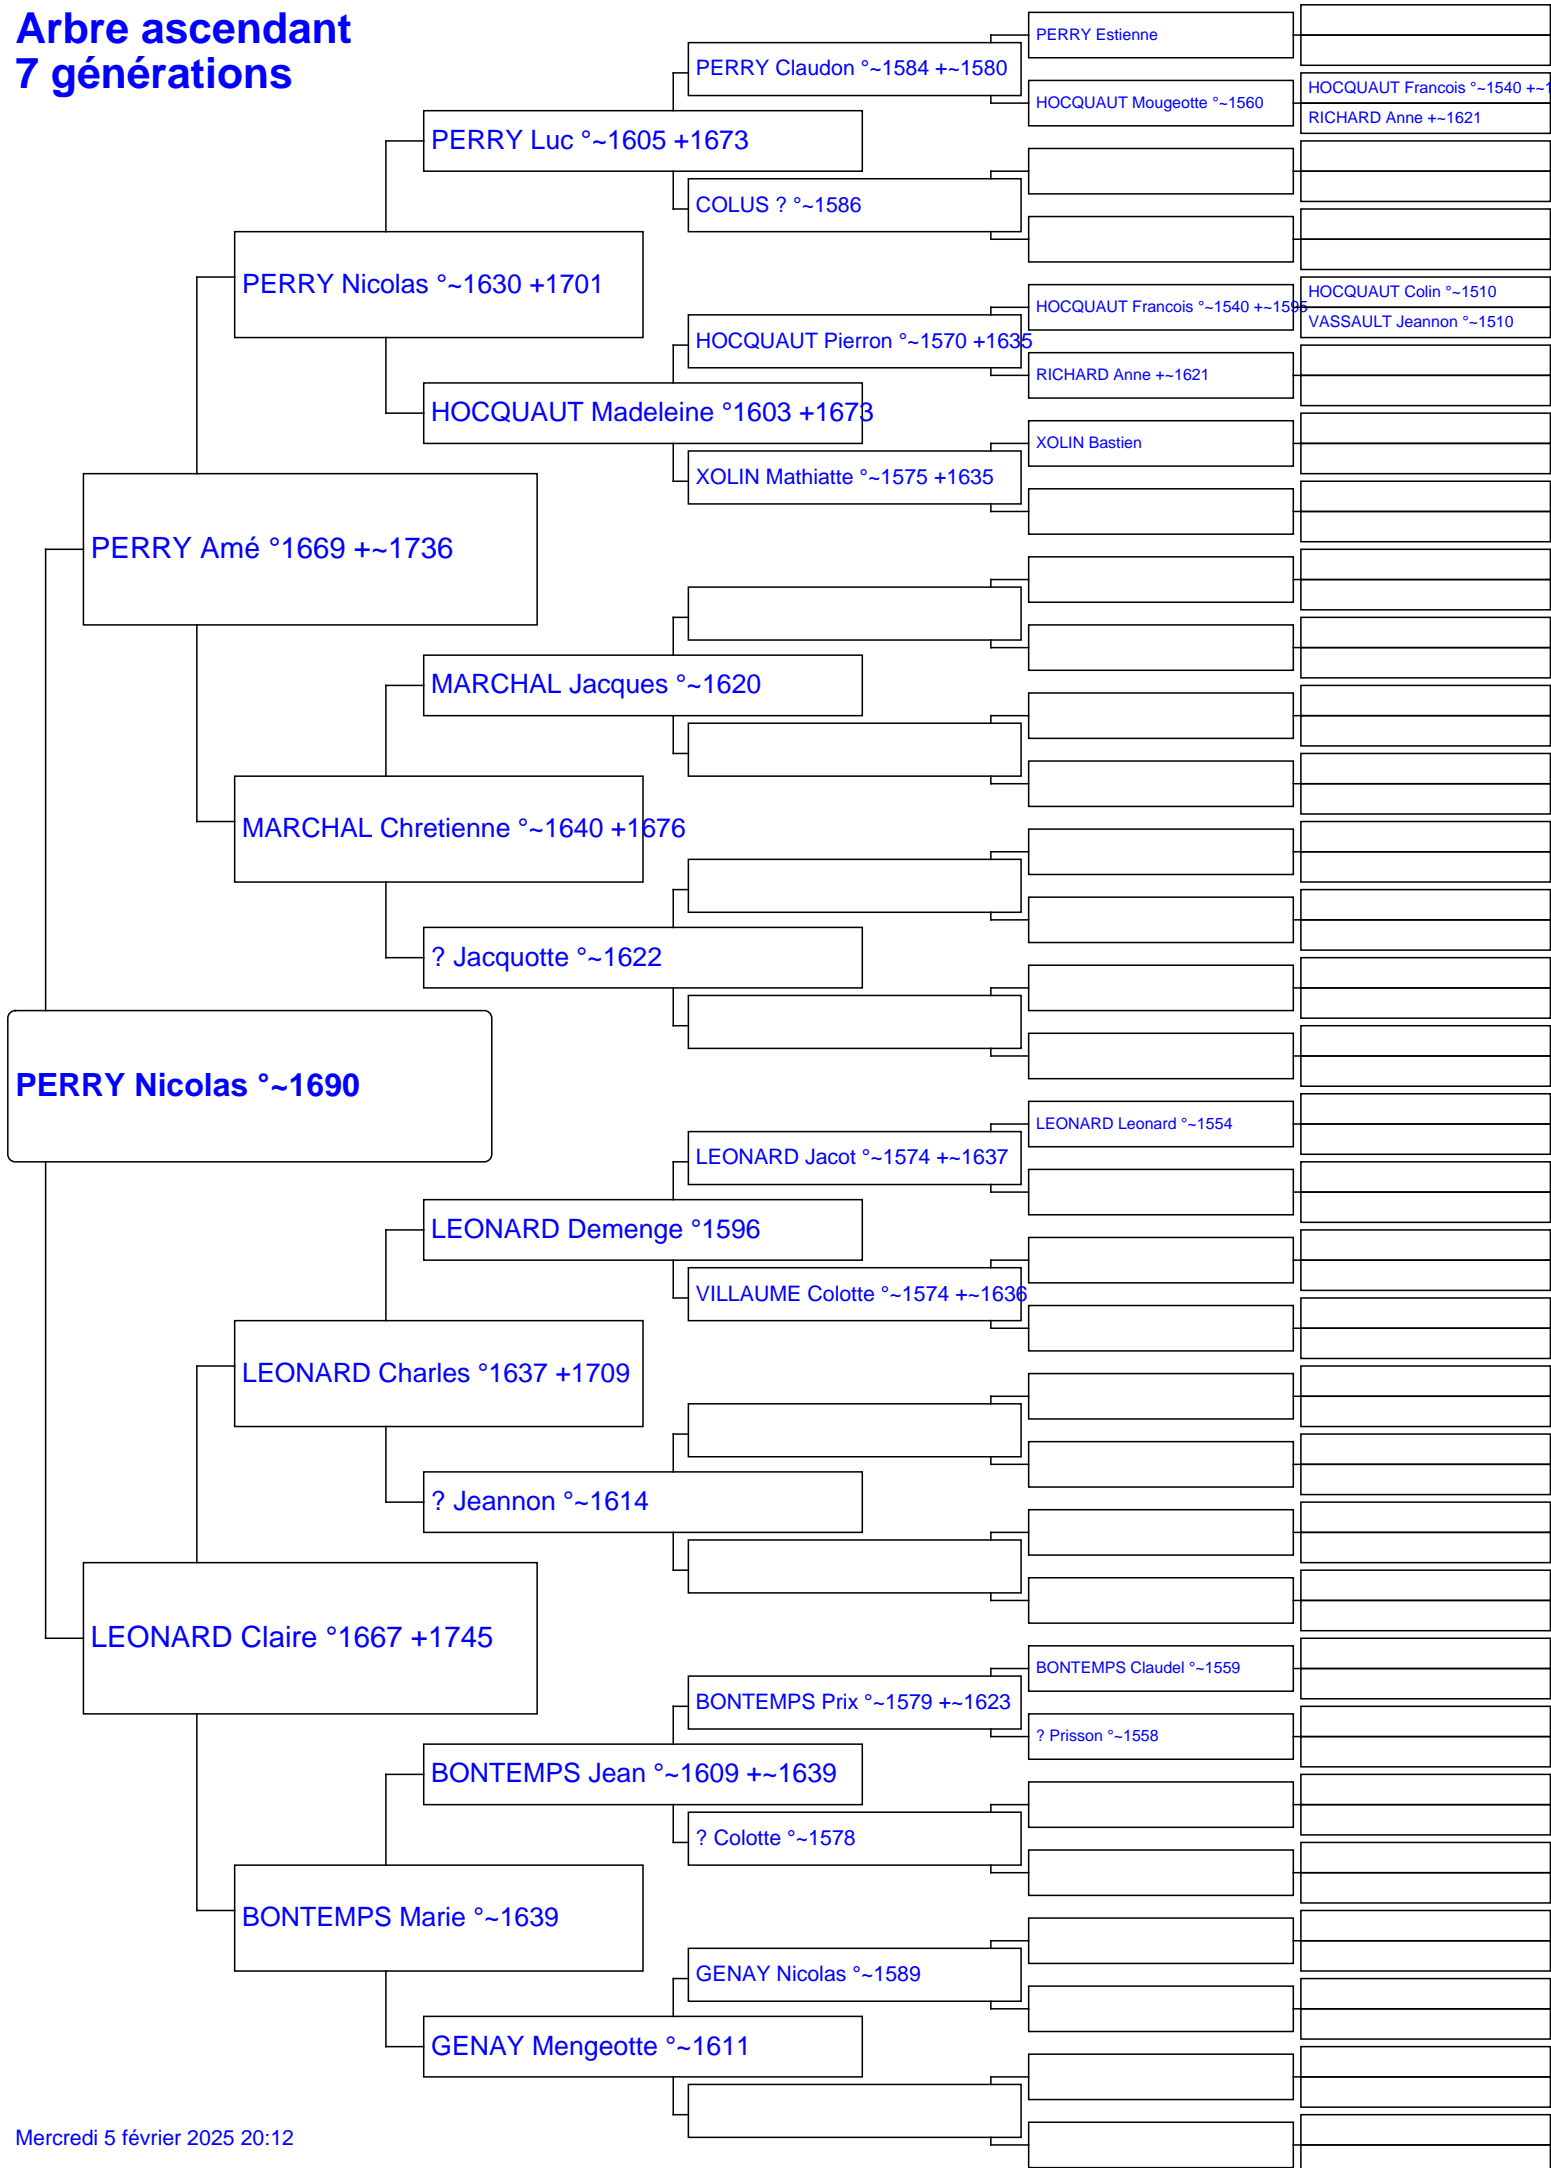 Arbre ascendant
7 générations
PERRY Estienne
PERRY Claudon °~1584 +~1580
HOCQUAUT Francois °~1540 +~1
HOCQUAUT Mougeotte °~1560
RICHARD Anne +~1621
PERRY Luc °~1605 +1673
COLUS ? °~1586
PERRY Nicolas °~1630 +1701
HOCQUAUT Colin °~1510
HOCQUAUT Francois °~1540 +~1595
VASSAULT Jeannon °~1510
HOCQUAUT Pierron °~1570 +1635
RICHARD Anne +~1621
HOCQUAUT Madeleine °1603 +1673
XOLIN Bastien
XOLIN Mathiatte °~1575 +1635
PERRY Amé °1669 +~1736
MARCHAL Jacques °~1620
MARCHAL Chretienne °~1640 +1676
? Jacquotte °~1622
PERRY Nicolas °~1690
LEONARD Leonard °~1554
LEONARD Jacot °~1574 +~1637
LEONARD Demenge °1596
VILLAUME Colotte °~1574 +~1636
LEONARD Charles °1637 +1709
? Jeannon °~1614
LEONARD Claire °1667 +1745
BONTEMPS Claudel °~1559
BONTEMPS Prix °~1579 +~1623
? Prisson °~1558
BONTEMPS Jean °~1609 +~1639
? Colotte °~1578
BONTEMPS Marie °~1639
GENAY Nicolas °~1589
GENAY Mengeotte °~1611
Mercredi 5 février 2025 20:12